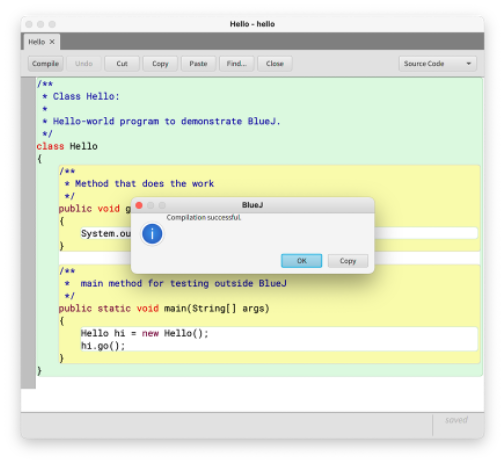 Hello - hello
Hello ×
Compile Undo Cut Copy Paste Find... Close Source Code
/**
* Class Hello:
*
* Hello-world program to demonstrate BlueJ.
*/
class Hello
{
/**
* Method that does the work
*/
public void g
{
System.ou
}
/**
* main method for testing outside BlueJ
*/
public static void main(String[] args)
{
Hello hi = new Hello();
hi.go();
}
}
BlueJ
Compilation successful.
i
OK Copy
saved